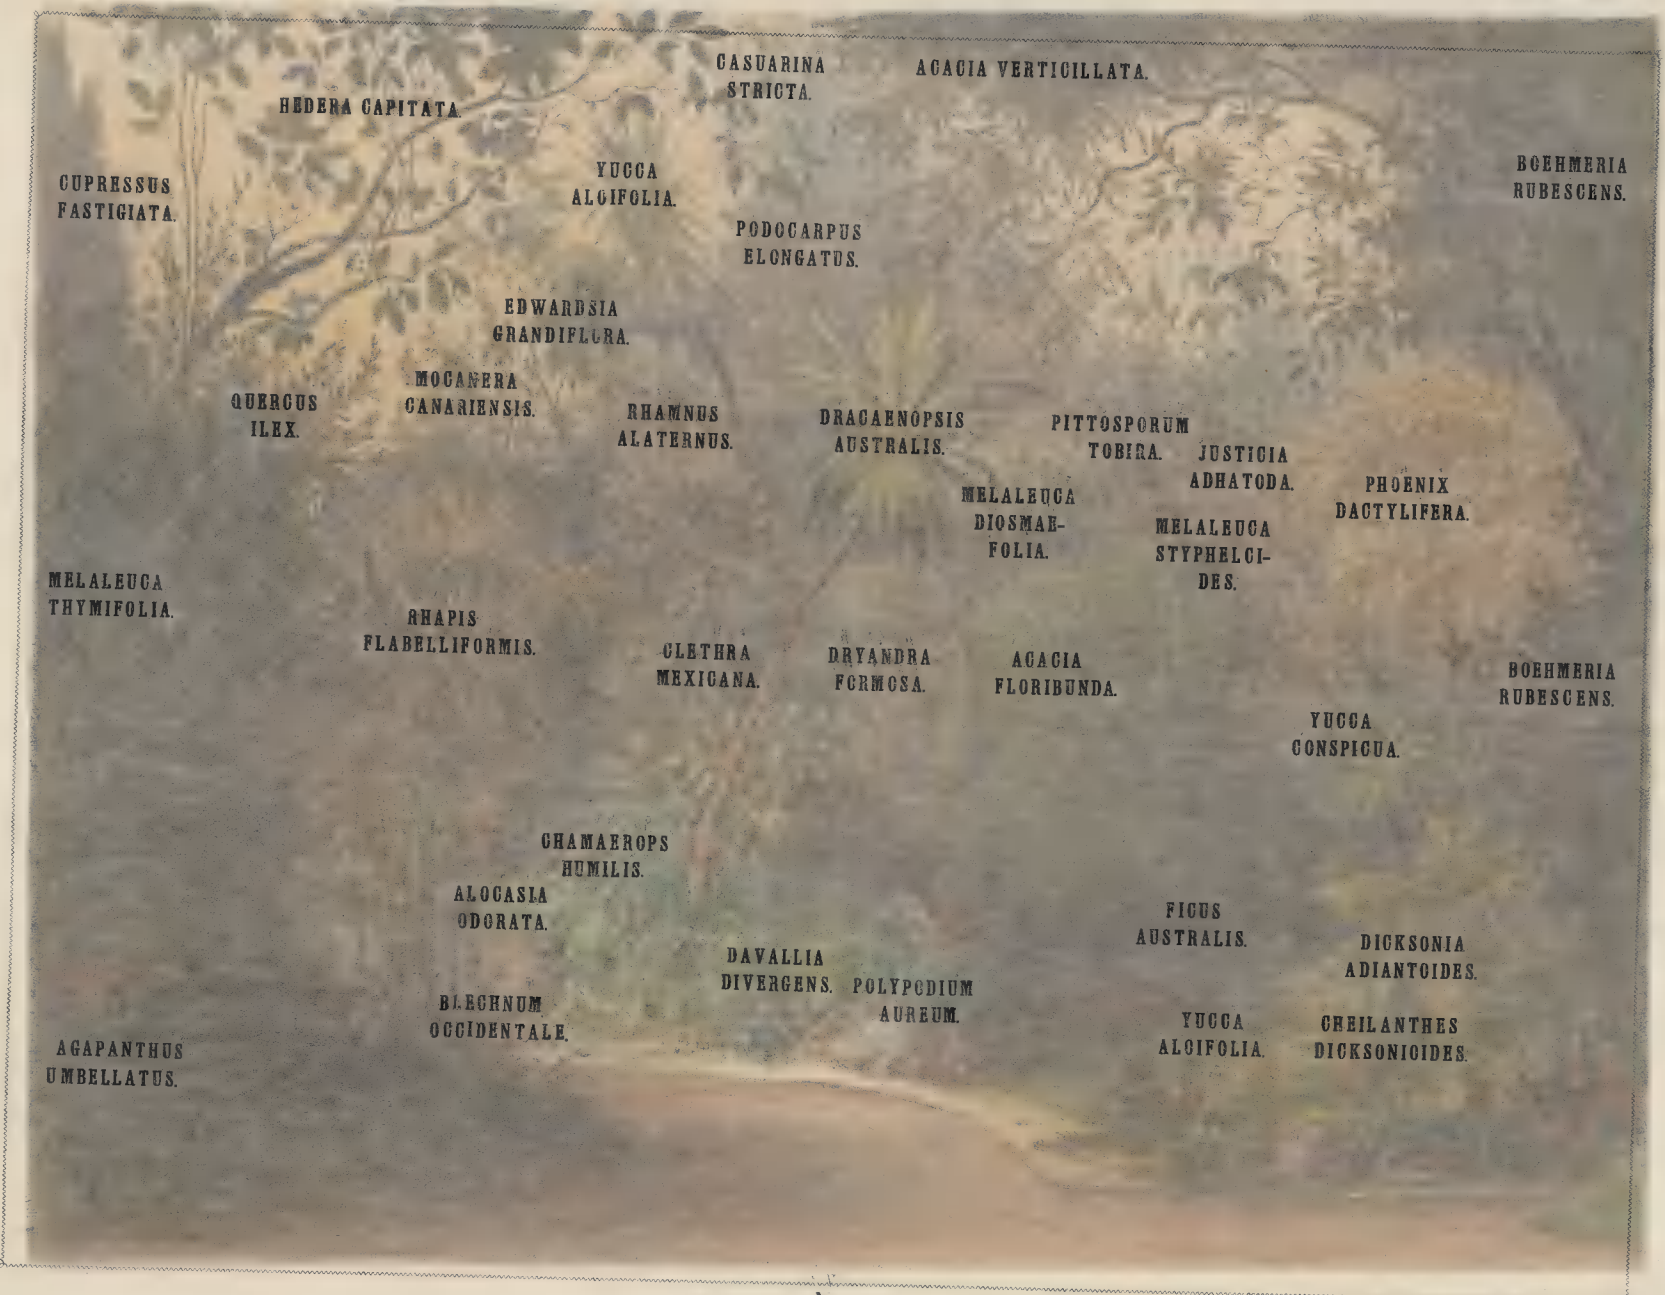 CASUARINA
STRICTA.
ACACIA VERTICILLATA.
HEDERA CAPITATA.
YUCCA
ALOIFOLIA.
BOEHMERIA
RUBESCENS.
CUPRESSUS
FASTIGIATA.
PODOCARPUS
ELONGATUS.
EDWARDSIA
GRANDIFLORA.
MOCANERA
CANARIENSIS.
QUERCUS
ILEX.
RHAMNUS
ALATERNUS.
DRACAENOPSIS
AUSTRALIS.
PITTOSPORUM
TOBIRA.
JUSTICIA
ADHATODA.
PHOENIX
DACTYLIFERA.
MELALEUCA
DIOSMAE-
FOLIA.
MELALEUCA
STYPHELOI-
DES.
MELALEUCA
THYMIFOLIA.
RHAPIS
FLABELLIFORMIS.
CLETHRA
MEXICANA.
DRYANDRA
FORMOSA.
ACACIA
FLORIBUNDA.
BOEHMERIA
RUBESCENS.
YUCCA
CONSPICUA.
CHAMAEROPS
HUMILIS.
ALOCASIA
ODORATA.
FICUS
AUSTRALIS.
DICKSONIA
ADIANTOIDES.
DAVALLIA
DIVERGENS.
POLYPODIUM
AUREUM.
BLECHNUM
OCCIDENTALE.
YUCCA
ALOIFOLIA.
CHEILANTHES
DICKSONIOIDES.
AGAPANTHUS
UMBELLATUS.